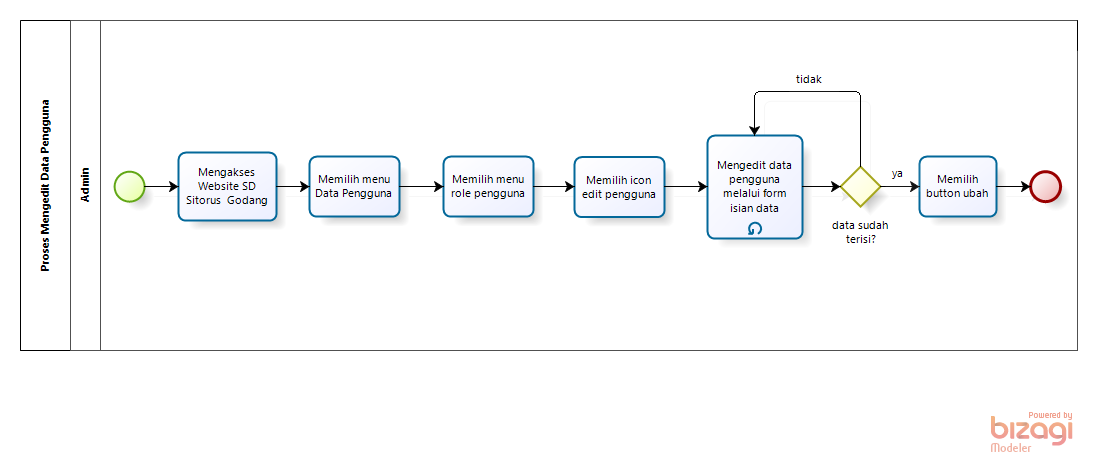 Proses Mengedit Data Pengguna
Admin
Mengakses
Website SD
Sitorus Godang
Memilih menu
Data Pengguna
Memilih menu
role pengguna
Memilih icon
edit pengguna
Mengedit data
pengguna
melalui form
isian data
tidak
data sudah
terisi?
ya
Memilih
button ubah
Powered by
bizagi
Modeler